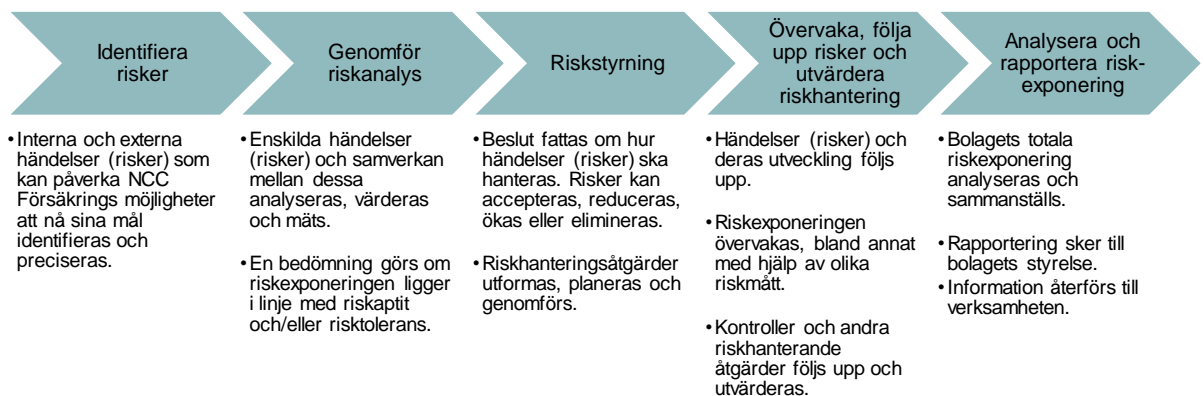 Identifiera
risker
• Interna och externa
händelser (risker) som
kan påverka NCC
Försäkrings möjligheter
att nå sina mål
identifieras och
preciseras.
Genomför
riskanalys
• Enskilda händelser
(risker) och samverkan
mellan dessa
analyseras, värderas
och mäts.
• En bedömning görs om
riskexponeringen ligger
i linje med riskaptit
och/eller risktolerans.
Riskstyrning
• Beslut fattas om hur
händelser (risker) ska
hanteras. Risker kan
accepteras, reduceras,
ökas eller elimineras.
• Riskhanteringsåtgärder
utformas, planeras och
genomförs.
Övervaka, följa
upp risker och
utvärdera
riskhantering
• Händelser (risker) och
deras utveckling följs
upp.
• Riskexponeringen
övervakas, bland annat
med hjälp av olika
riskmått.
• Kontroller och andra
riskhanterande
åtgärder följs upp och
utvärderas.
Analysera och
rapportera risk-
exponering
• Bolagets totala
riskexponering
analyseras och
sammanställs.
• Rapportering sker till
bolagets styrelse.
• Information återförs till
verksamheten.